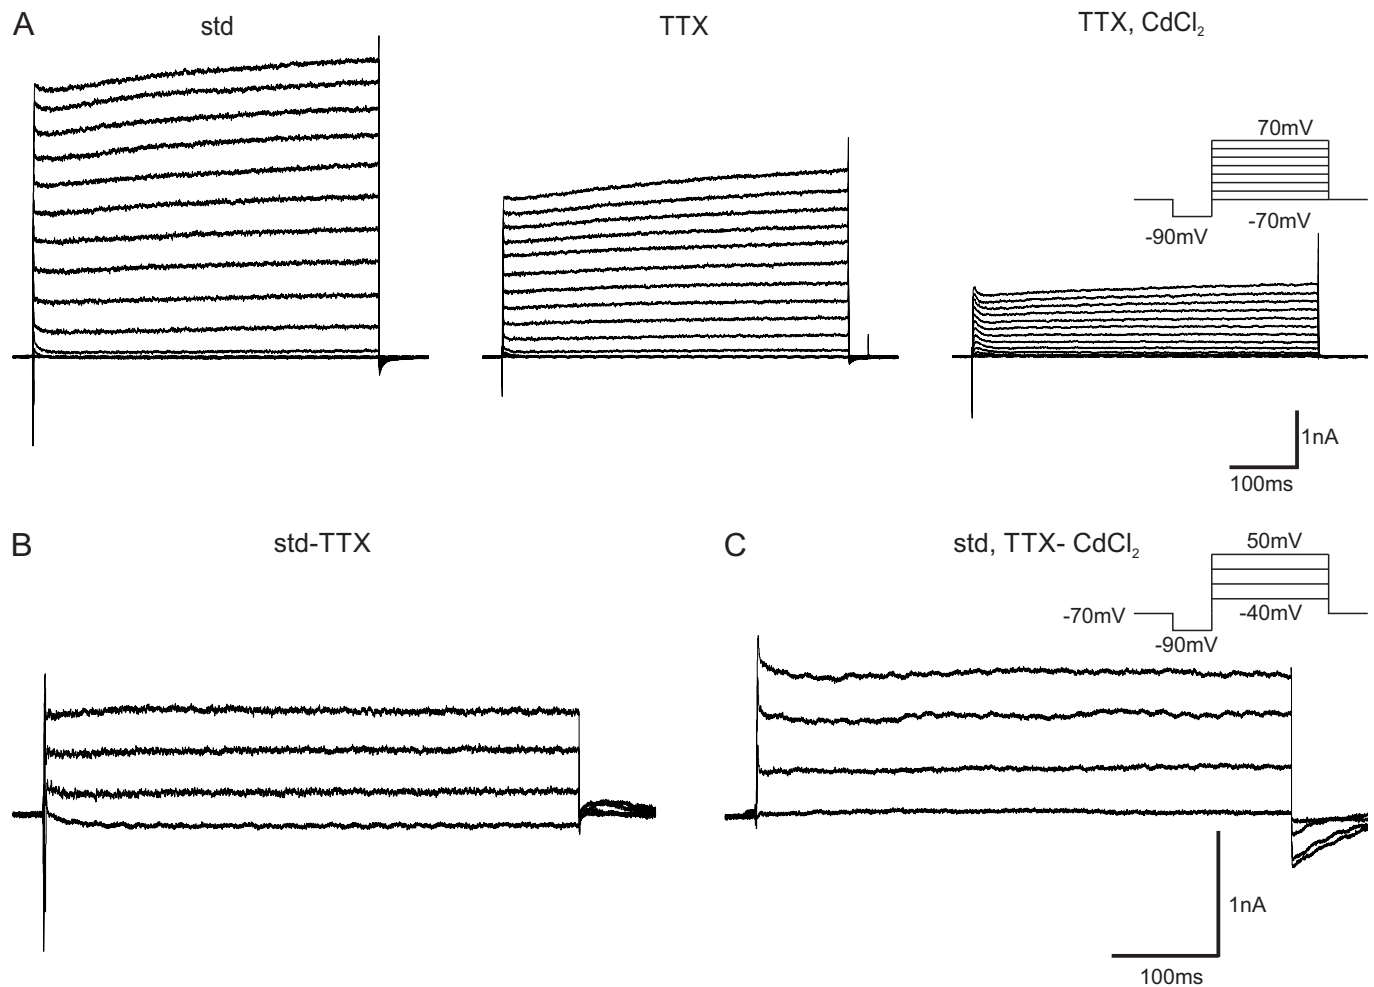 A
std
TTX
TTX, CdCl₂
70mV
-90mV
-70mV
1nA
100ms
B
std-TTX
C
std, TTX- CdCl₂
50mV
-70mV
-40mV
-90mV
1nA
100ms